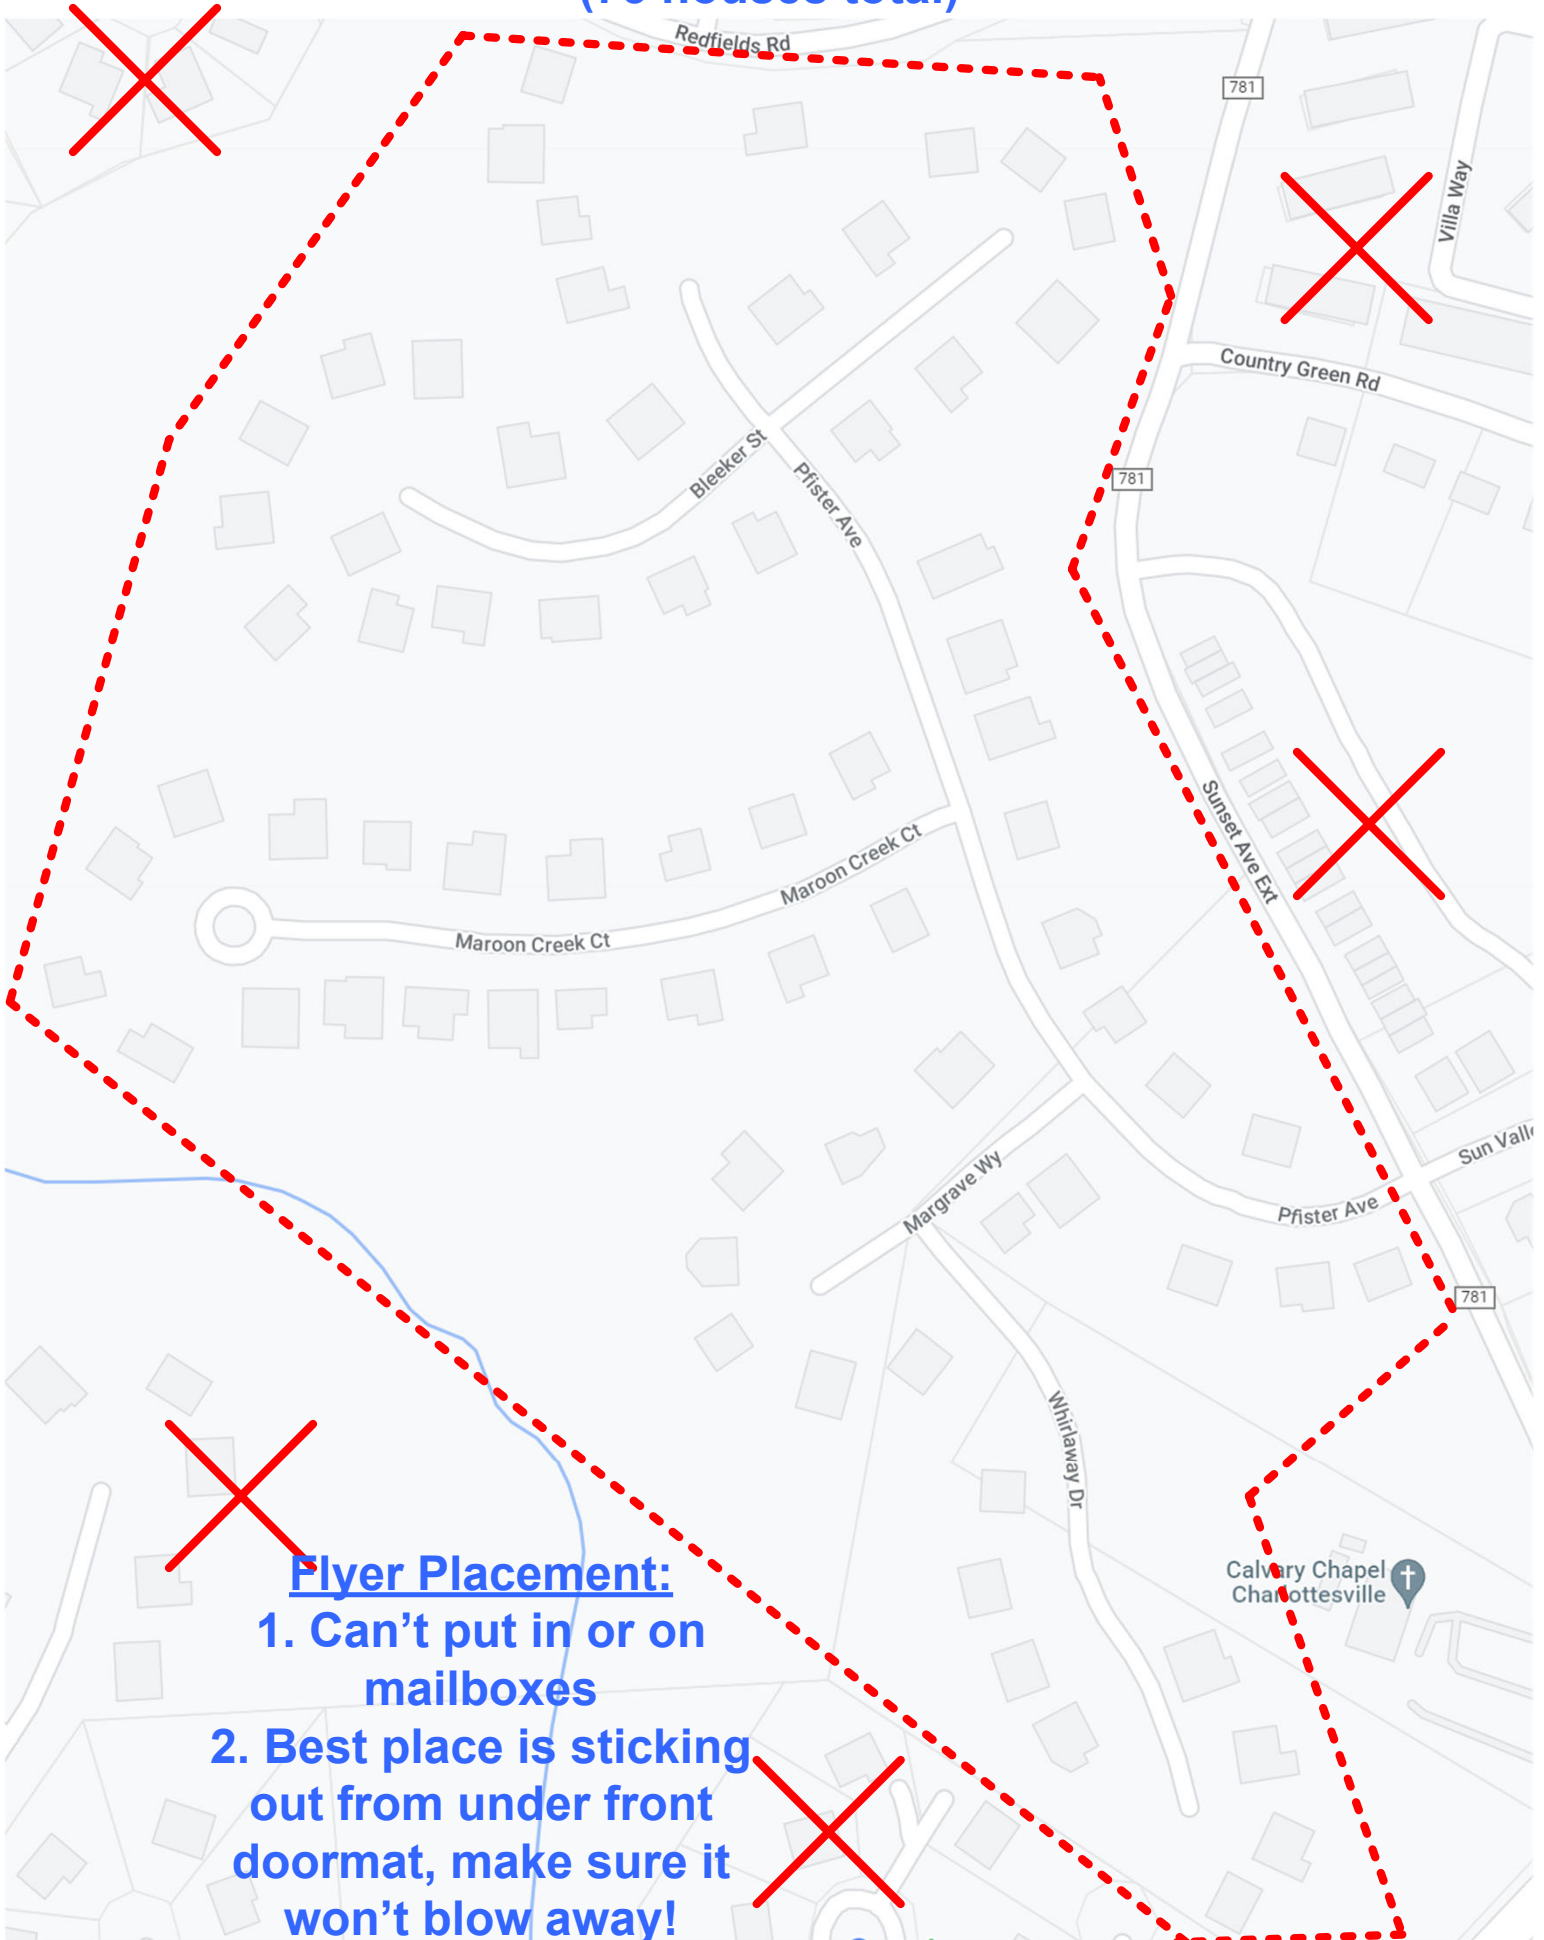 Redfields Rd
781
Villa Way
Country Green Rd
Bleeker St
Pfister Ave
781
Sunset Ave Ext
Maroon Creek Ct
Maroon Creek Ct
Margrave Wy
Sun Valle
Pfister Ave
781
Whirlaway Dr
Calvary Chapel
Charlottesville
Flyer Placement:
1. Can’t put in or on
mailboxes
2. Best place is sticking
out from under front
doormat, make sure it
won’t blow away!